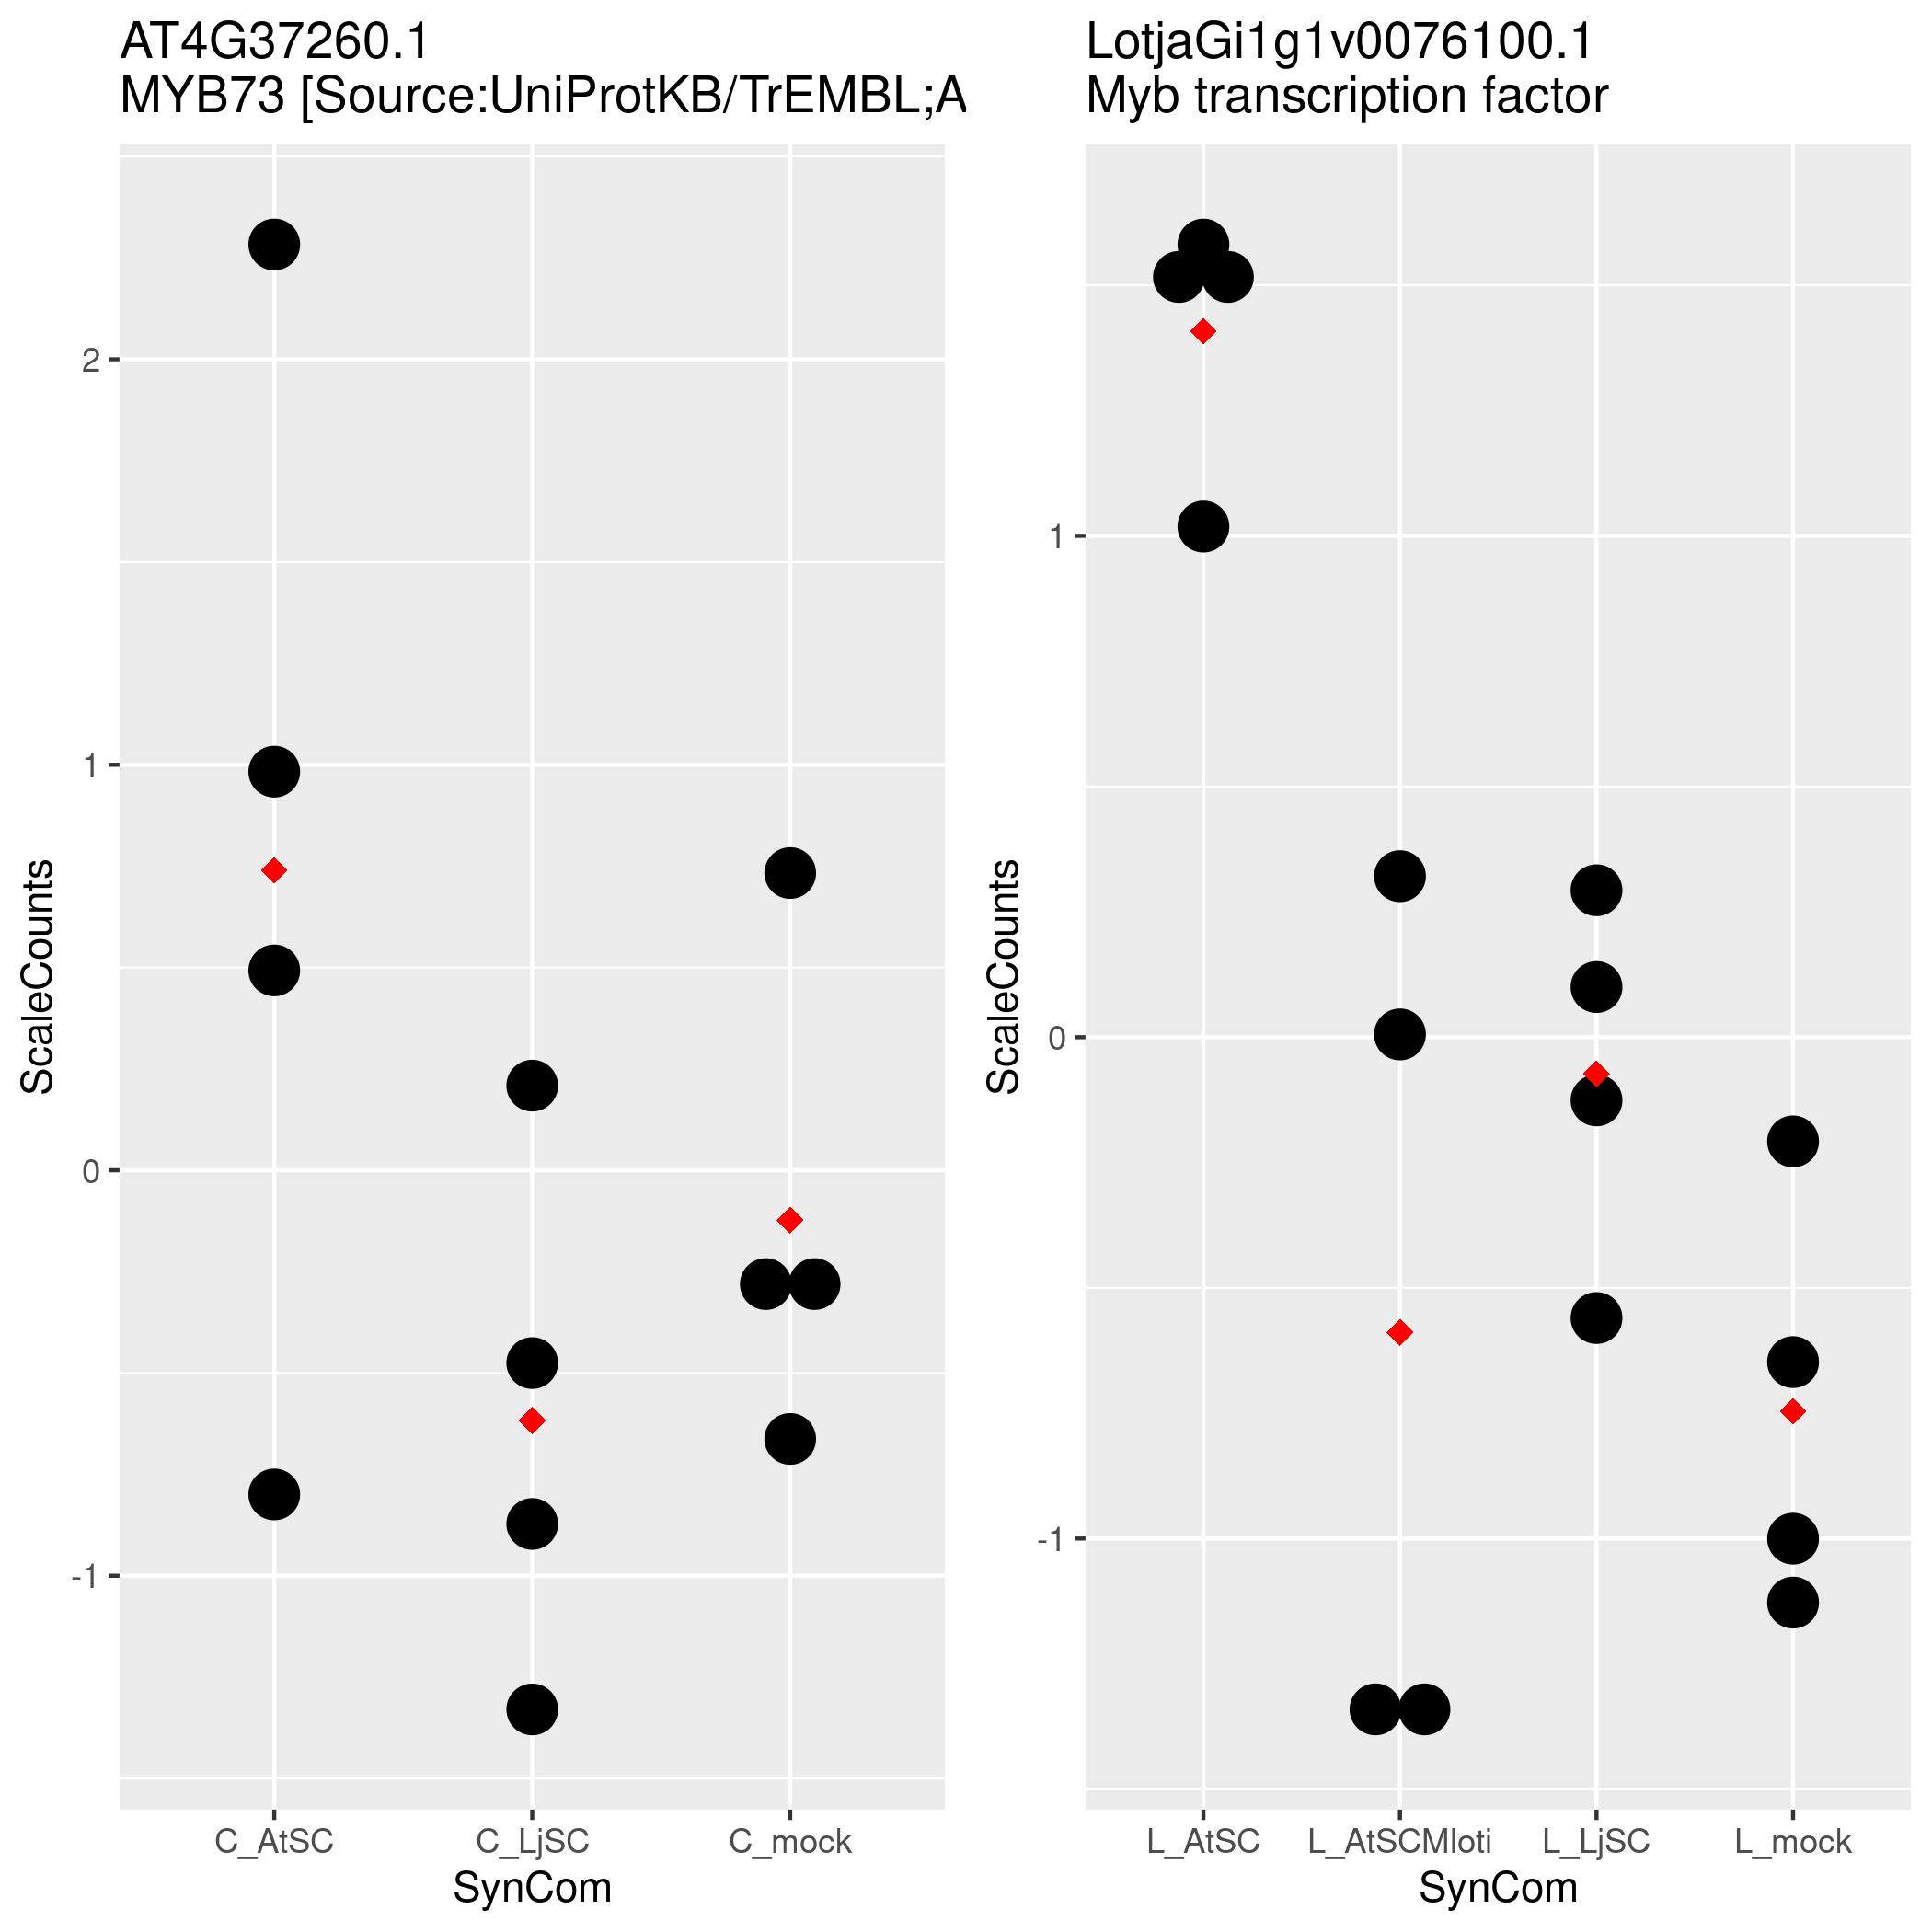 AT4G37260.1
MYB73 [Source:UniProtKB/TrEMBL;A
ScaleCounts
2
1
0
-1
C_AtSC C_LjSC C_mock
SynCom
LotjaGi1g1v0076100.1
Myb transcription factor
ScaleCounts
1
0
-1
L_AtSC L_AtSCMloti L_LjSC L_mock
SynCom